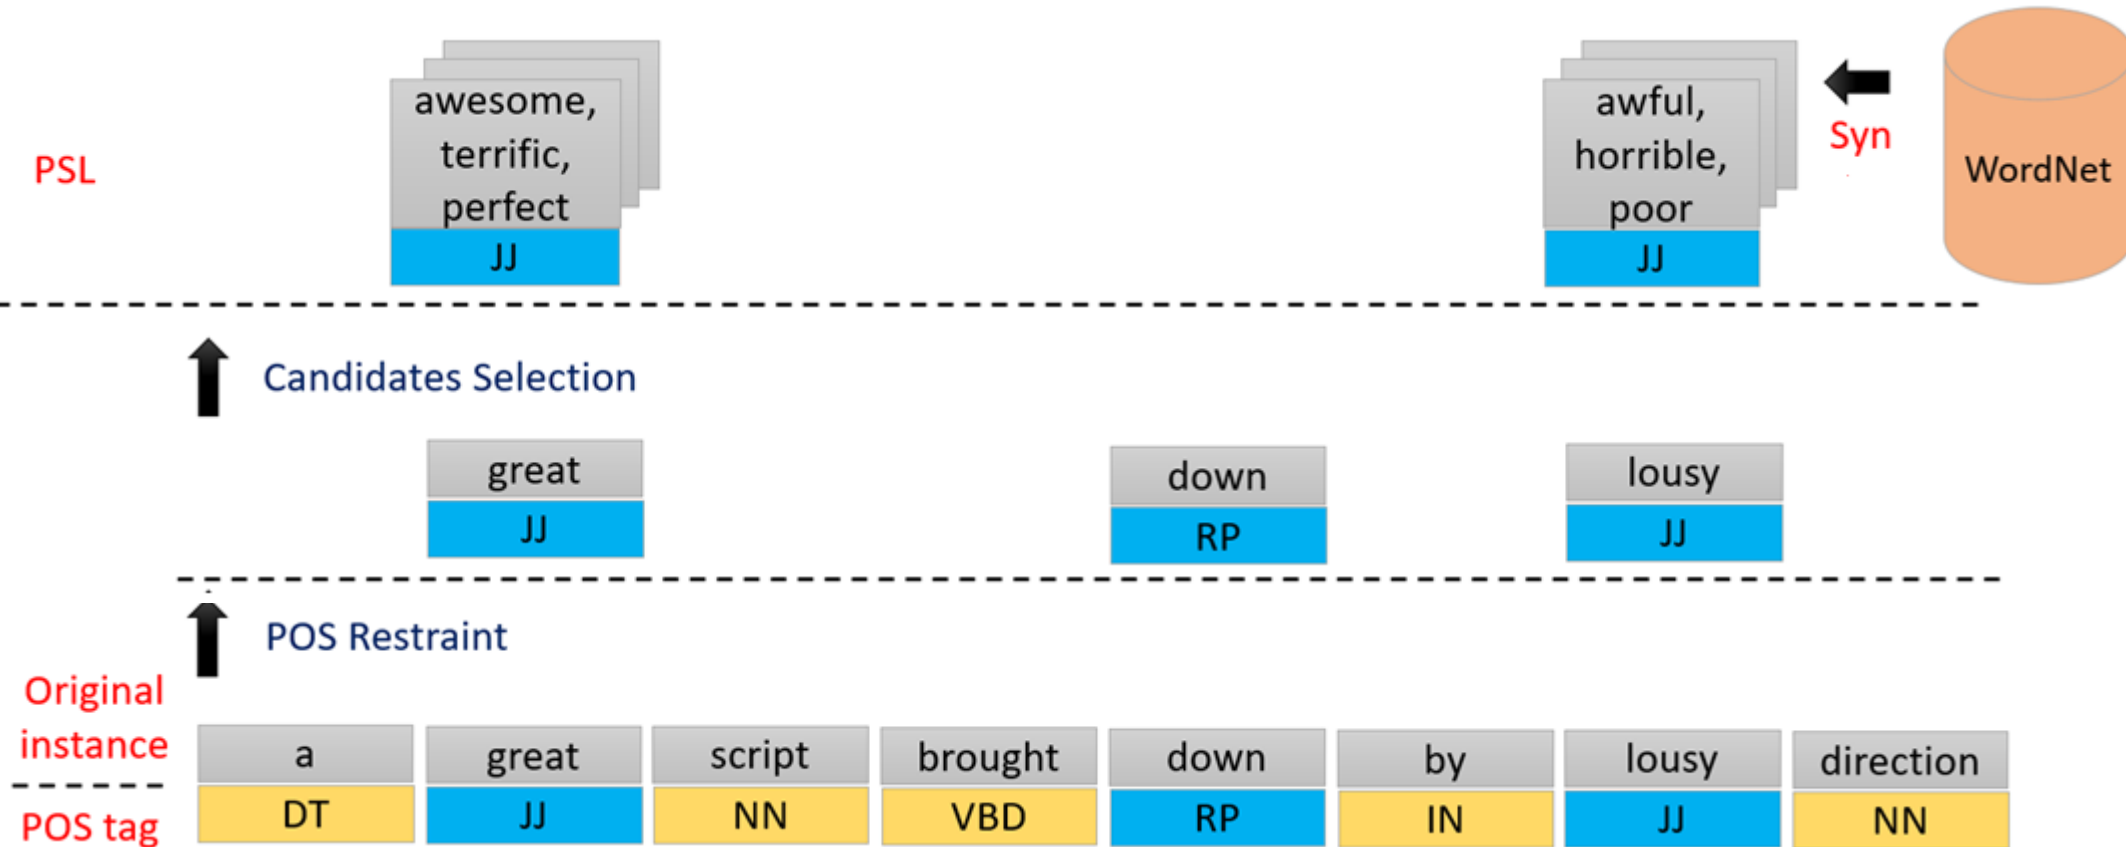 awesome,
terrific,
perfect
JJ
awful,
horrible,
poor
JJ
Syn
WordNet
PSL
Candidates Selection
great
JJ
down
RP
lousy
JJ
POS Restraint
Original
instance
a great script brought down by lousy direction
POS tag
DT JJ NN VBD RP IN JJ NN